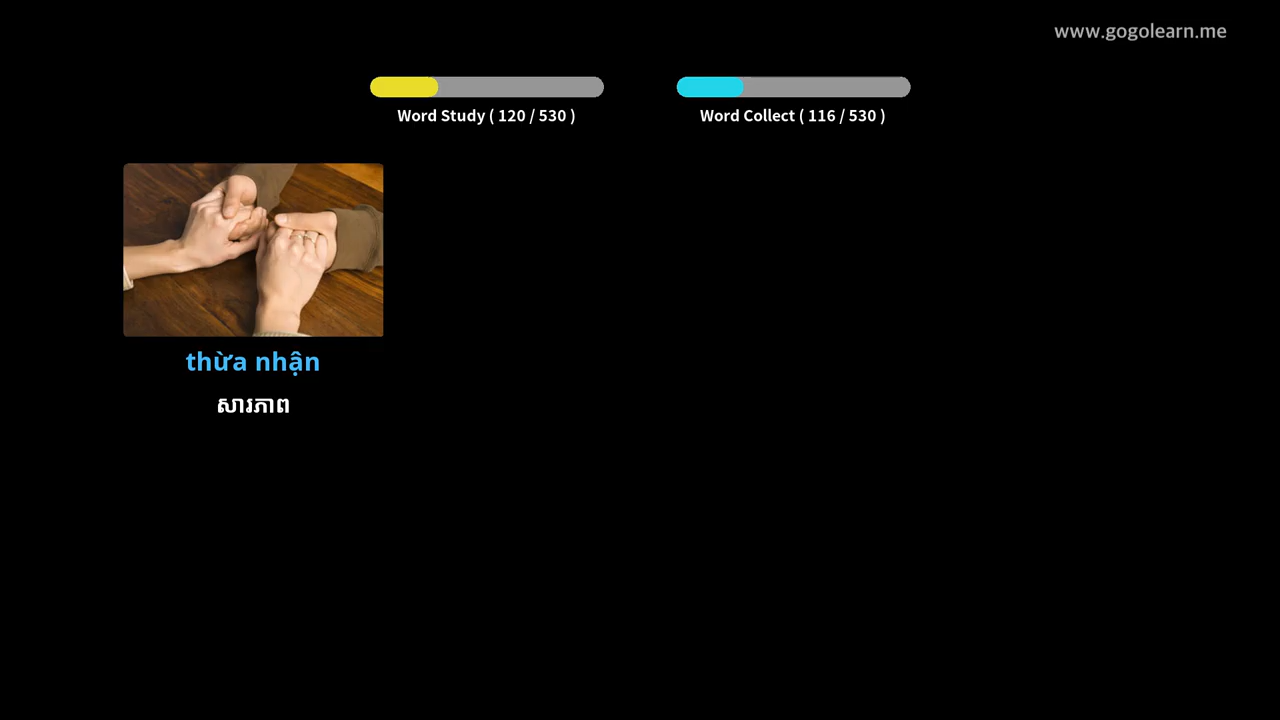 www.gogolearn.me
Word Study ( 120 / 530 )
Word Collect ( 116 / 530 )
thừa nhận
សារភាព